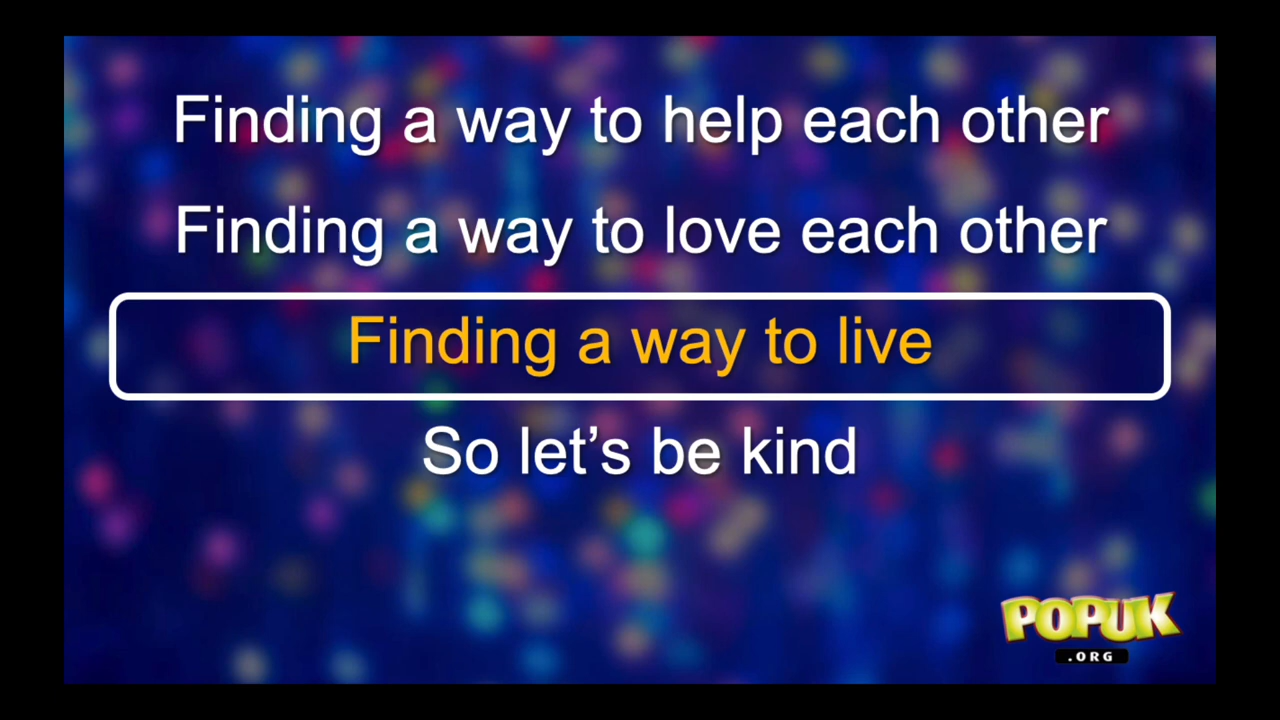 Finding a way to help each other
Finding a way to love each other
Finding a way to live
So let’s be kind
POPUK
.ORG